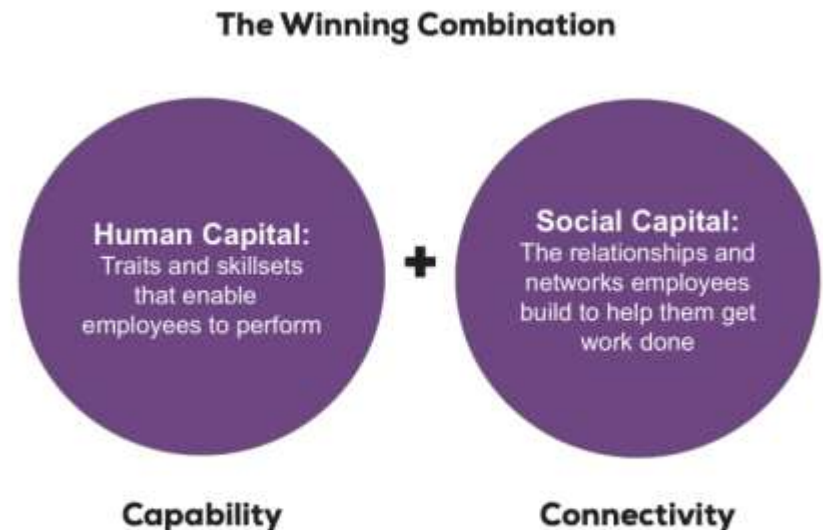 The Winning Combination
Human Capital:
Traits and skillsets
that enable
employees to perform
+
Social Capital:
The relationships and
networks employees
build to help them get
work done
Capability
Connectivity